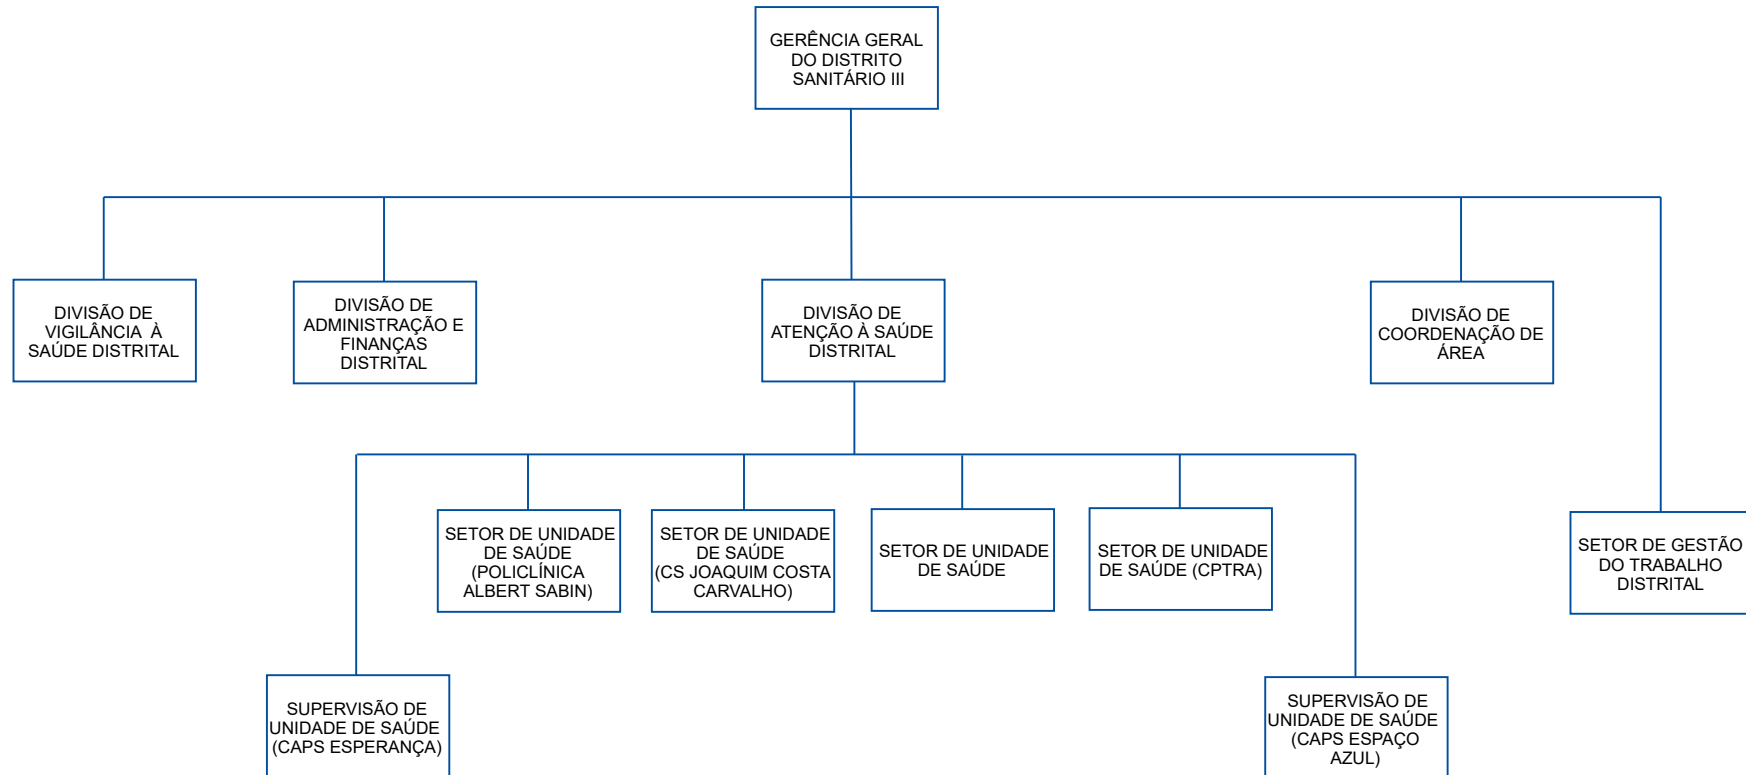 GERÊNCIA GERAL
DO DISTRITO
SANITÁRIO III
DIVISÃO DE
VIGILÂNCIA À
SAÚDE DISTRITAL
DIVISÃO DE
ADMINISTRAÇÃO E
FINANÇAS
DISTRITAL
DIVISÃO DE
ATENÇÃO À SAÚDE
DISTRITAL
DIVISÃO DE
COORDENAÇÃO DE
ÁREA
SETOR DE UNIDADE
DE SAÚDE
(POLICLÍNICA
ALBERT SABIN)
SETOR DE UNIDADE
DE SAÚDE
(CS JOAQUIM COSTA
CARVALHO)
SETOR DE UNIDADE
DE SAÚDE
SETOR DE UNIDADE
DE SAÚDE (CPTRA)
SETOR DE GESTÃO
DO TRABALHO
DISTRITAL
SUPERVISÃO DE
UNIDADE DE SAÚDE
(CAPS ESPERANÇA)
SUPERVISÃO DE
UNIDADE DE SAÚDE
(CAPS ESPAÇO
AZUL)